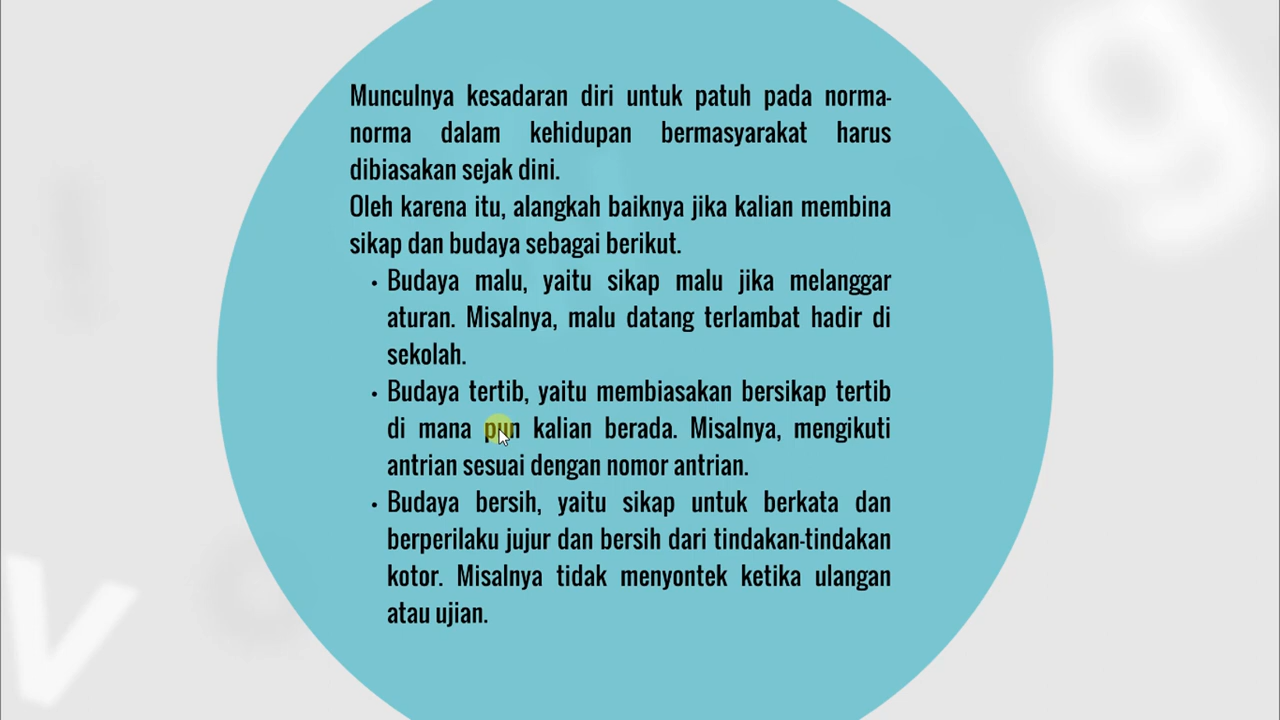 Munculnya kesadaran diri untuk patuh pada norma-
norma dalam kehidupan bermasyarakat harus
dibiasakan sejak dini.
Oleh karena itu, alangkah baiknya jika kalian membina
sikap dan budaya sebagai berikut.
• Budaya malu, yaitu sikap malu jika melanggar
aturan. Misalnya, malu datang terlambat hadir di
sekolah.
• Budaya tertib, yaitu membiasakan bersikap tertib
di mana pun kalian berada. Misalnya, mengikuti
antrian sesuai dengan nomor antrian.
• Budaya bersih, yaitu sikap untuk berkata dan
berperilaku jujur dan bersih dari tindakan-tindakan
kotor. Misalnya tidak menyontek ketika ulangan
atau ujian.